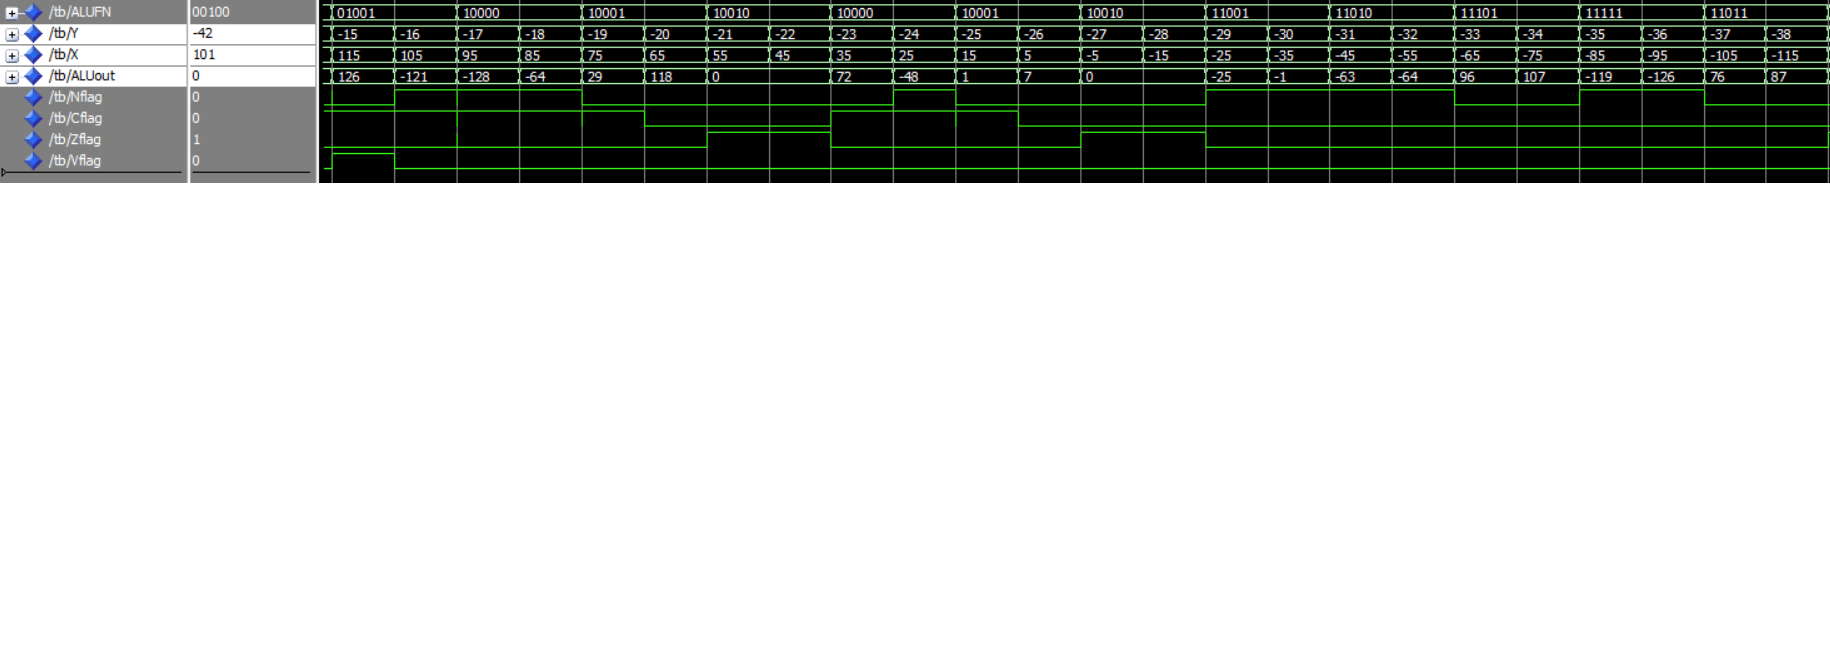 /tb/ALUFN 00100 01001 10000 10001 10010 10000 10001 10010 11001 11010 11101 11111 11011
/tb/Y -42 -15 -16 -17 -18 -19 -20 -21 -22 -23 -24 -25 -26 -27 -28 -29 -30 -31 -32 -33 -34 -35 -36 -37 -38
/tb/X 101 115 105 95 85 75 65 55 45 35 25 15 5 -5 -15 -25 -35 -45 -55 -65 -75 -85 -95 -105 -115
/tb/ALUout 0 126 -121 -128 -64 29 118 0 72 -48 1 7 0 -25 -1 -63 -64 96 107 -119 -126 76 87
/tb/Nflag 0
/tb/Cflag 0
/tb/Zflag 1
/tb/Vflag 0